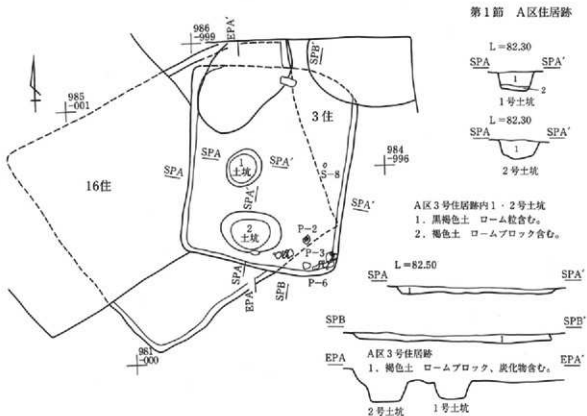 第1節 A区住居跡
986
-999
EPA'
SPB'
985
-001
3住
984
-996
16住
SPA
SPA
1
土坑
SPA'
SPA'
S-8
SPA'
2
土坑
P-2
P-3
P-6
SPA
EPA
SPB
981
-000
L=82.30
SPA
SPA'
1
2
1号土坑
L=82.30
SPA
SPA'
1
2号土坑
A区3号住居跡内1・2号土坑
1．黒褐色土 ローム粒含む。
2．褐色土 ロームブロック含む。
L=82.50
SPA
SPA'
1
SPB
SPB'
1
EPA
A区3号住居跡
EPA'
1．褐色土 ロームブロック、炭化物含む。
2号土坑
1号土坑